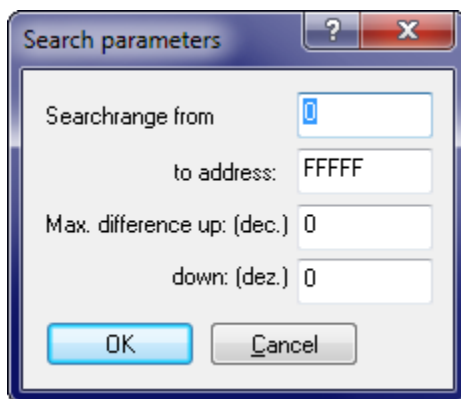 Search parameters
?
Searchrange from 0
to address: FFFFF
Max. difference up: (dec.) 0
down: (dez.) 0
OK Cancel